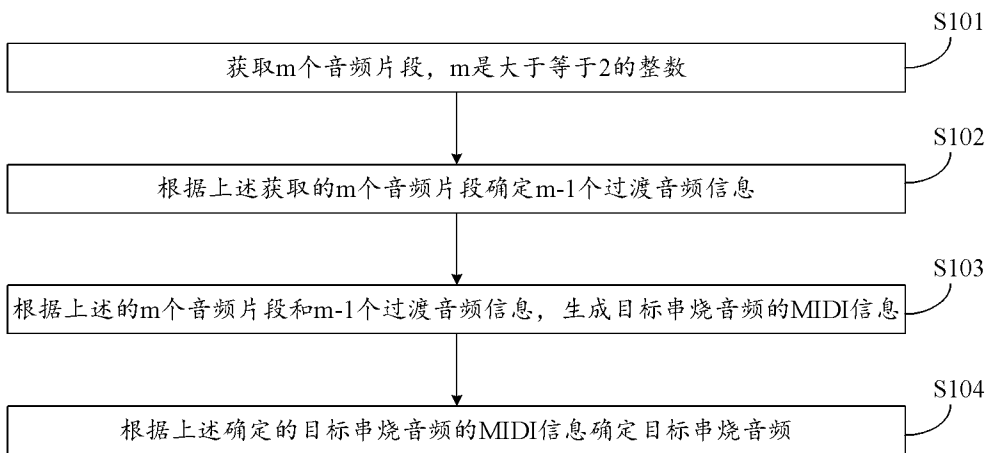 S101
获取m个音频片段，m是大于等于2的整数
S102
根据上述获取的m个音频片段确定m-1个过渡音频信息
S103
根据上述的m个音频片段和m-1个过渡音频信息，生成目标串烧音频的MIDI信息
S104
根据上述确定的目标串烧音频的MIDI信息确定目标串烧音频